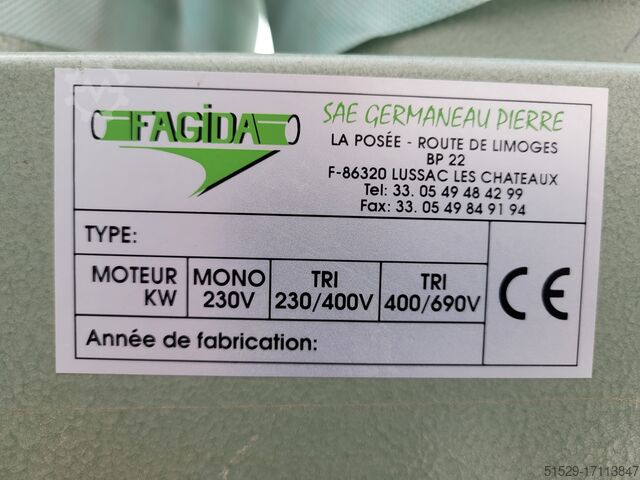 FAGIDA
SAE GERMANEAU PIERRE
LA POSÉE - ROUTE DE LIMOGES
BP 22
F-86320 LUSSAC LES CHATEAUX
Tel: 33. 05 49 48 42 99
Fax: 33. 05 49 84 91 94
TYPE:
MOTEUR KW
MONO 230V
TRI 230/400V
TRI 400/690V
CE
Année de fabrication:
51529-17113847